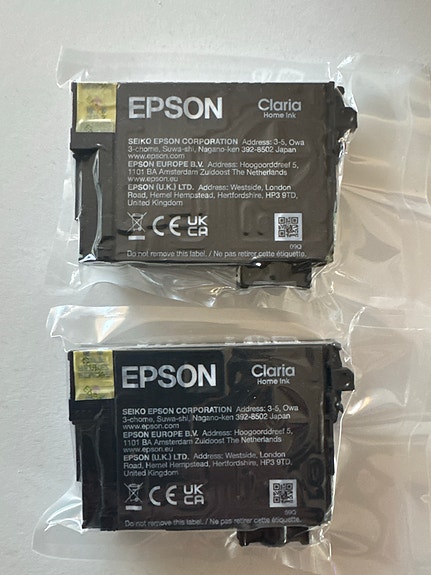 EPSON Claria
Home Ink
SEIKO EPSON CORPORATION Address: 3-5, Owa
3-chome, Suwa-shi, Nagano-ken 392-8502 Japan
www.epson.com
EPSON EUROPE B.V. Address: Hoogoorddreef 5,
1101 BA Amsterdam Zuidoost The Netherlands
www.epson.eu
EPSON (U.K.) LTD. Address: Westside, London
Road, Hemel Hempstead, Hertfordshire, HP3 9TD,
United Kingdom
CE UK
CA
09Q
Do not remove this label. / Ne pas retirer cette étiquette.
EPSON Claria
Home Ink
SEIKO EPSON CORPORATION Address: 3-5, Owa
3-chome, Suwa-shi, Nagano-ken 392-8502 Japan
www.epson.com
EPSON EUROPE B.V. Address: Hoogoorddreef 5,
1101 BA Amsterdam Zuidoost The Netherlands
www.epson.eu
EPSON (U.K.) LTD. Address: Westside, London
Road, Hemel Hempstead, Hertfordshire, HP3 9TD,
United Kingdom
CE UK
CA
Do not remove this label. / Ne pas retirer cette étiquette.